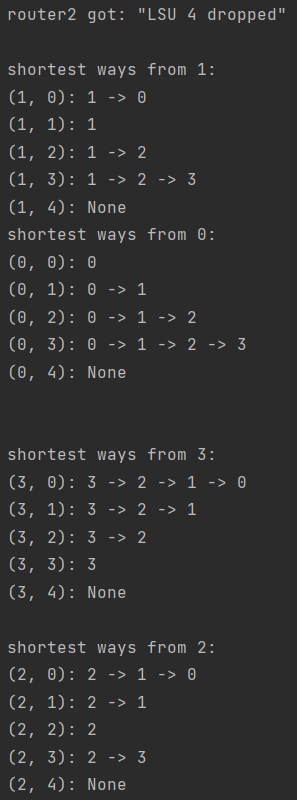 router2 got: "LSU 4 dropped"
shortest ways from 1:
(1, 0): 1 -> 0
(1, 1): 1
(1, 2): 1 -> 2
(1, 3): 1 -> 2 -> 3
(1, 4): None
shortest ways from 0:
(0, 0): 0
(0, 1): 0 -> 1
(0, 2): 0 -> 1 -> 2
(0, 3): 0 -> 1 -> 2 -> 3
(0, 4): None
shortest ways from 3:
(3, 0): 3 -> 2 -> 1 -> 0
(3, 1): 3 -> 2 -> 1
(3, 2): 3 -> 2
(3, 3): 3
(3, 4): None
shortest ways from 2:
(2, 0): 2 -> 1 -> 0
(2, 1): 2 -> 1
(2, 2): 2
(2, 3): 2 -> 3
(2, 4): None